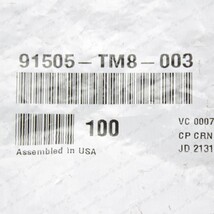 91505-TM8-003
100
VC 0007
CP CRN
Assembled in USA
JD 2131